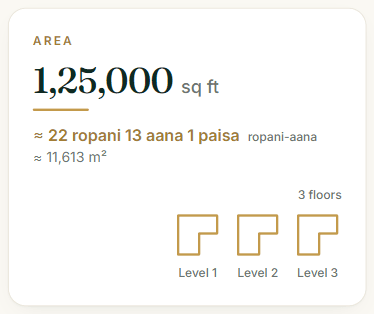 AREA
1,25,000 sq ft
≈ 22 ropani 13 aana 1 paisa ropani-aana
≈ 11,613 m²
3 floors
Level 1 Level 2 Level 3